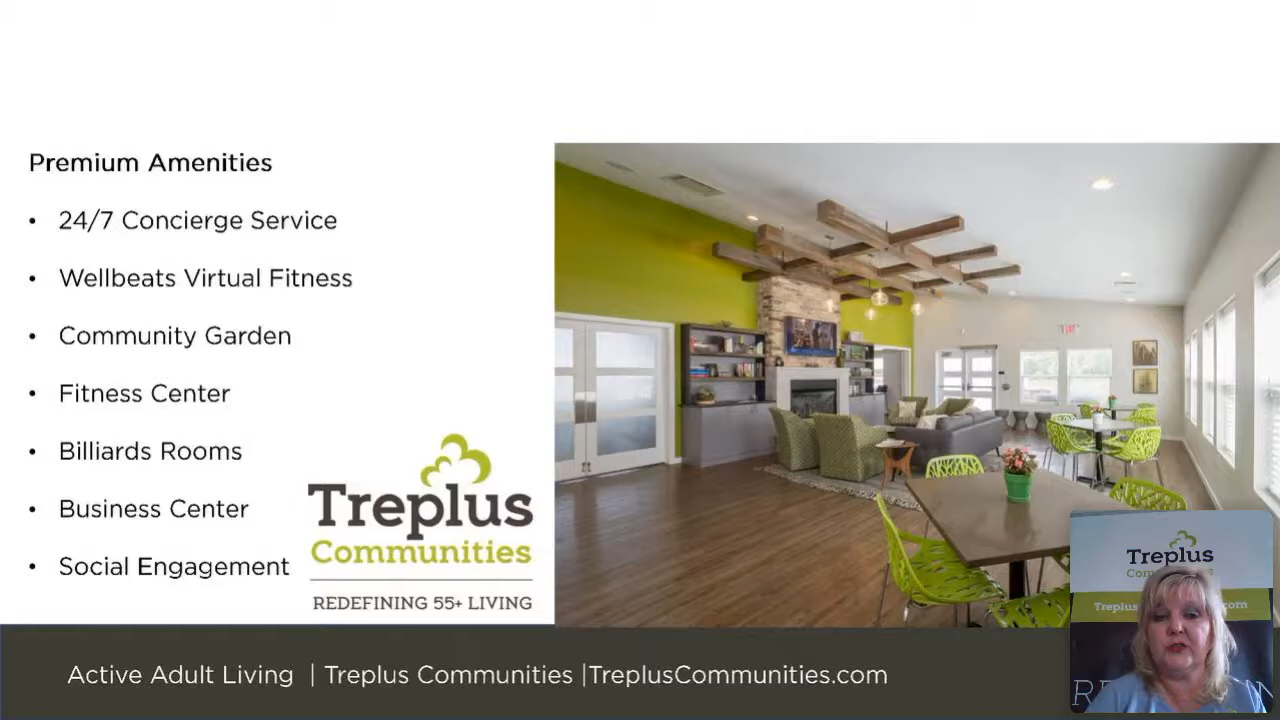 Premium Amenities
• 24/7 Concierge Service
• Wellbeats Virtual Fitness
• Community Garden
• Fitness Center
• Billiards Rooms
• Business Center
• Social Engagement
Treplus
Communities
REDEFINING 55+ LIVING
Active Adult Living | Treplus Communities |TreplusCommunities.com
Treplus